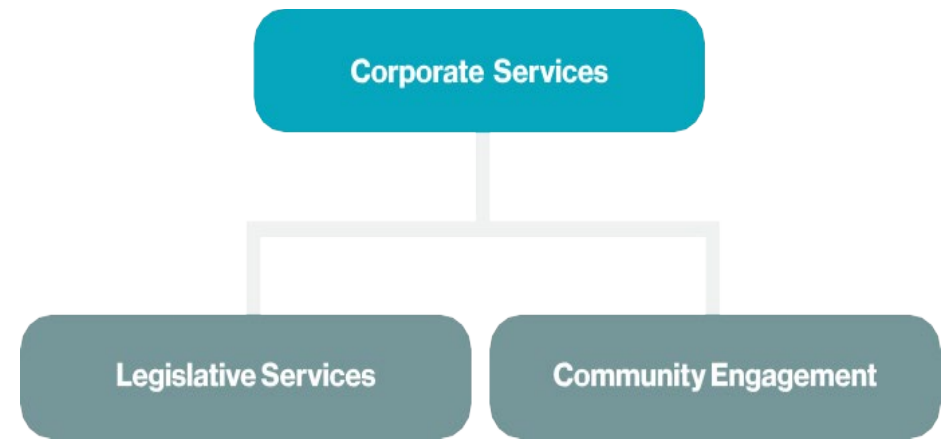 Corporate Services
Legislative Services
Community Engagement